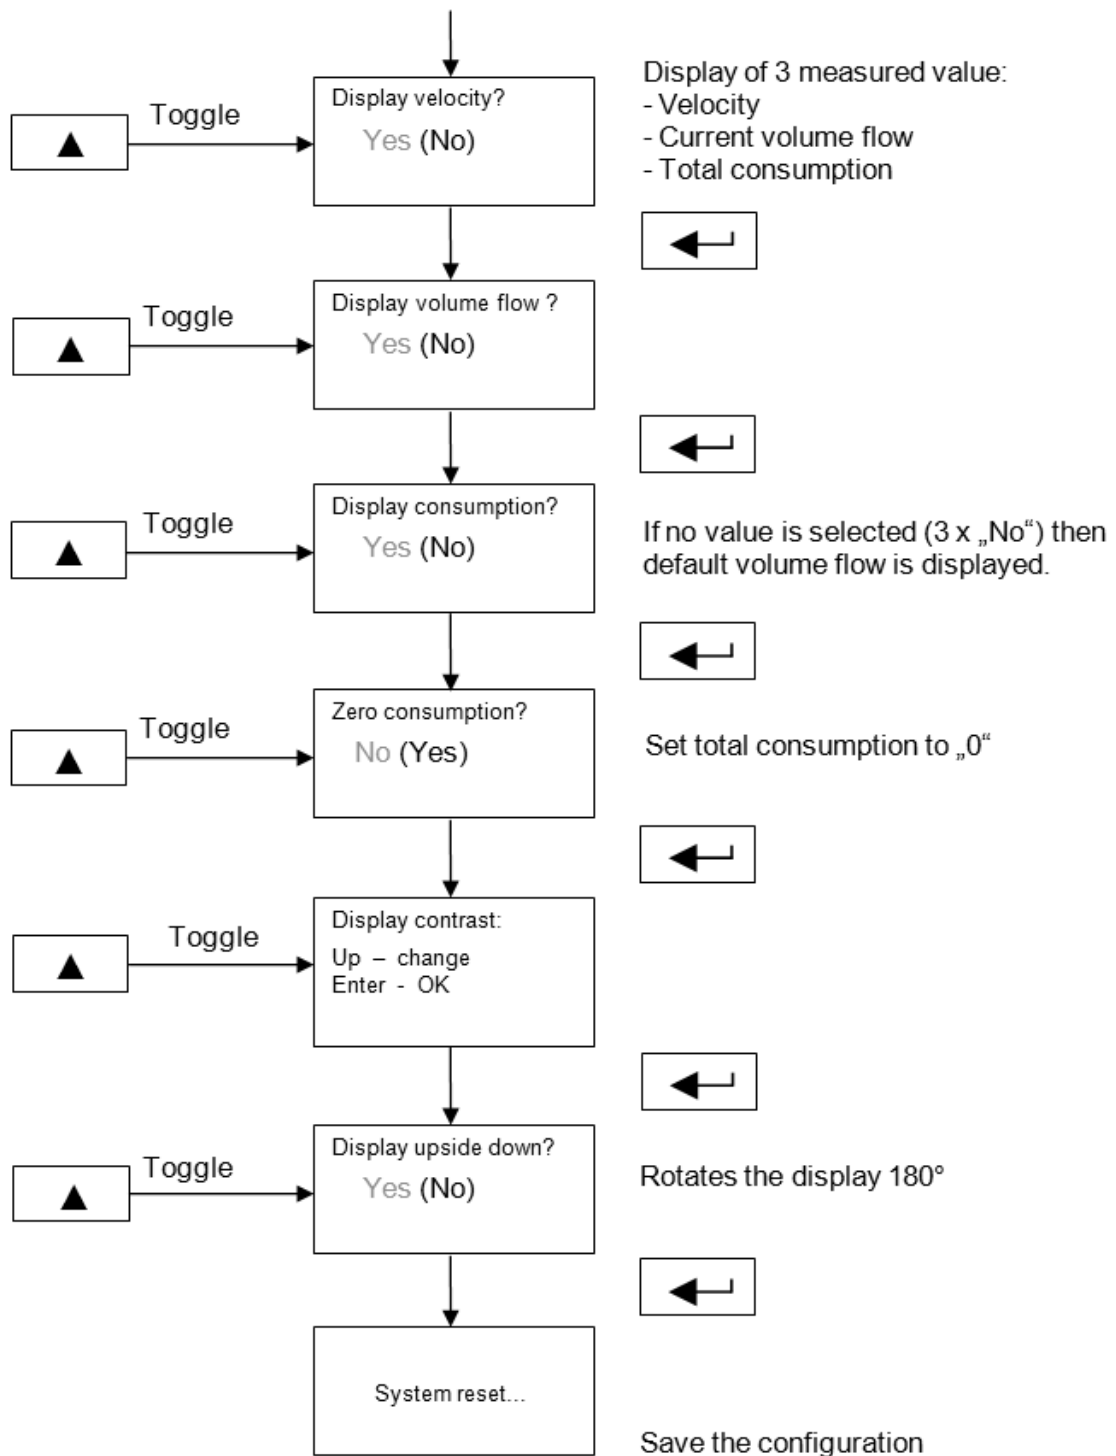 Display velocity?
Toggle
Yes (No)
Display of 3 measured value:
- Velocity
- Current volume flow
- Total consumption
Display volume flow ?
Toggle
Yes (No)
Display consumption?
Toggle
Yes (No)
If no value is selected (3 x „No“) then
default volume flow is displayed.
Zero consumption?
Toggle
No (Yes)
Set total consumption to „0“
Display contrast:
Toggle
Up – change
Enter - OK
Display upside down?
Toggle
Yes (No)
Rotates the display 180°
System reset...
Save the configuration